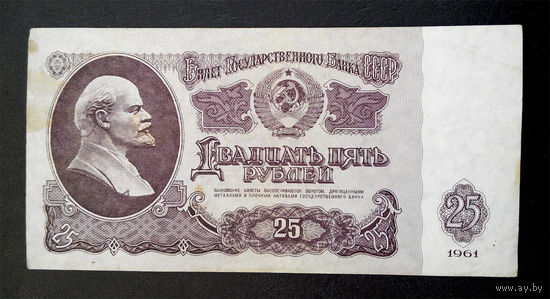 Билет Государственного Банка СССР
Двадцать пять
рублей
БАНКОВСКИЕ БИЛЕТЫ ОБЕСПЕЧИВАЮТСЯ ЗОЛОТОМ, ДРАГОЦЕННЫМИ
МЕТАЛЛАМИ И ПРОЧИМИ АКТИВАМИ ГОСУДАРСТВЕННОГО БАНКА
25
25
25
25
1961
www.ay.by